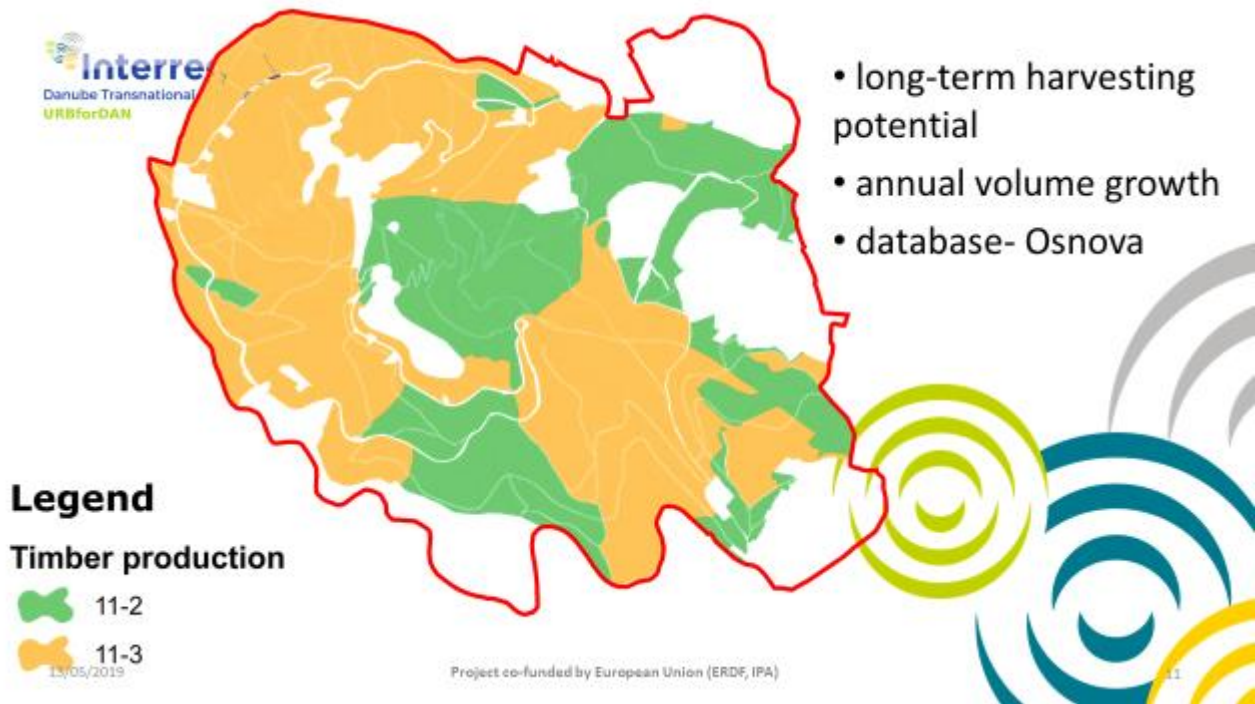 Interre
Danube Transnational
URBforDAN
• long-term harvesting
potential
• annual volume growth
• database- Osnova
Legend
Timber production
11-2
11-3
13/05/2019
Project co-funded by European Union (ERDF, IPA)
11